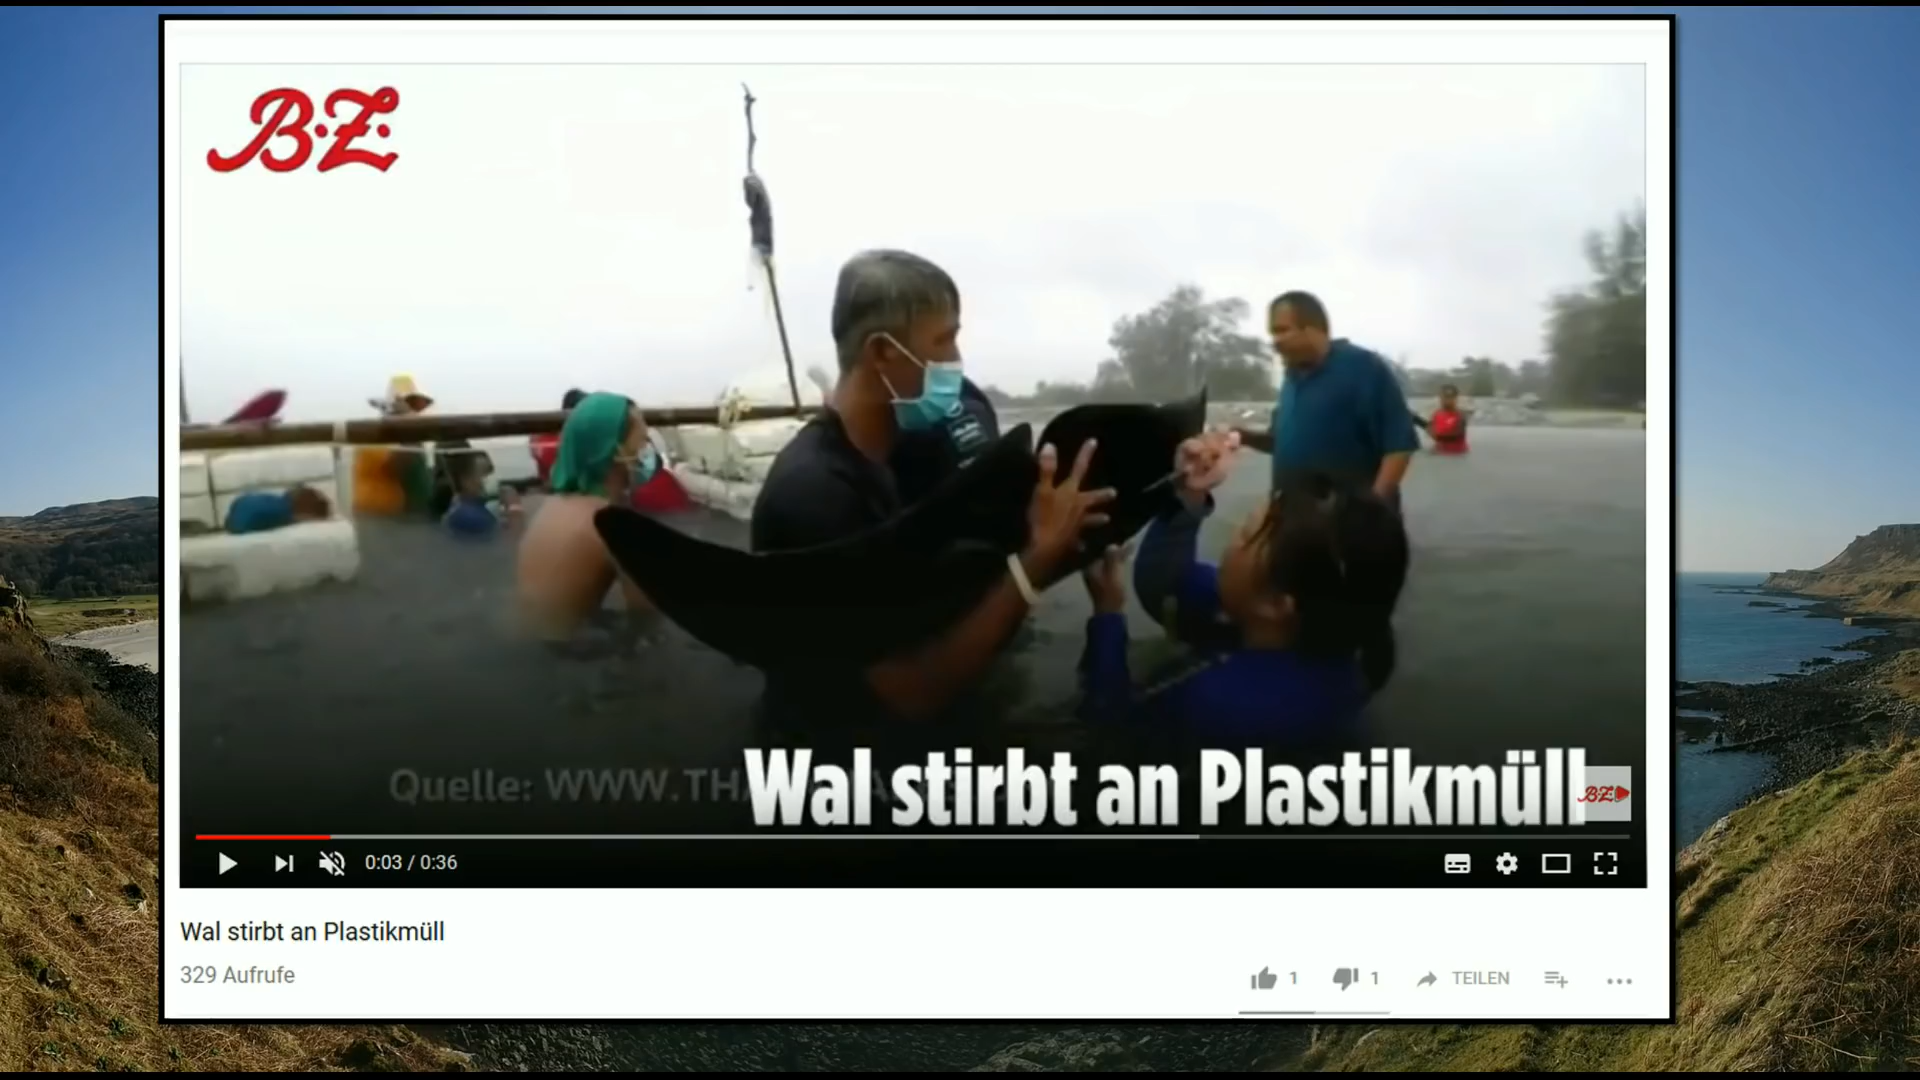 B.Z.
Quelle: WWW.TH
Wal stirbt an Plastikmüll
B.Z.
0:03 / 0:36
Wal stirbt an Plastikmüll
329 Aufrufe
1 1 TEILEN